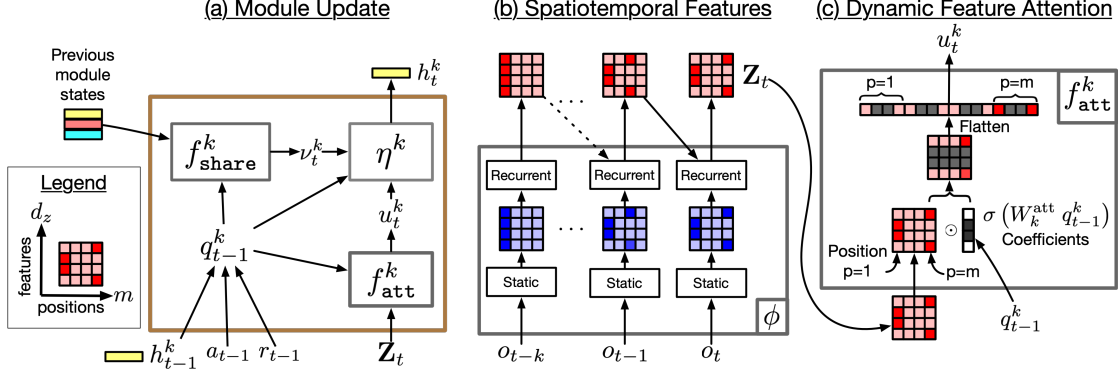 (a) Module Update
Previous
module
states
h_t^k
f_share^k
ν_t^k
η^k
u_t^k
q_{t-1}^k
f_att^k
h_{t-1}^k
a_{t-1}
r_{t-1}
Z_t
Legend
d_z
features
positions
m
(b) Spatiotemporal Features
Z_t
...
Recurrent
Recurrent
Recurrent
...
Static
Static
Static
ϕ
o_{t-k}
o_{t-1}
o_t
(c) Dynamic Feature Attention
u_t^k
p=1
p=m
f_att^k
Flatten
⊙
σ (W_k^att q_{t-1}^k)
Coefficients
Position
p=1
p=m
q_{t-1}^k